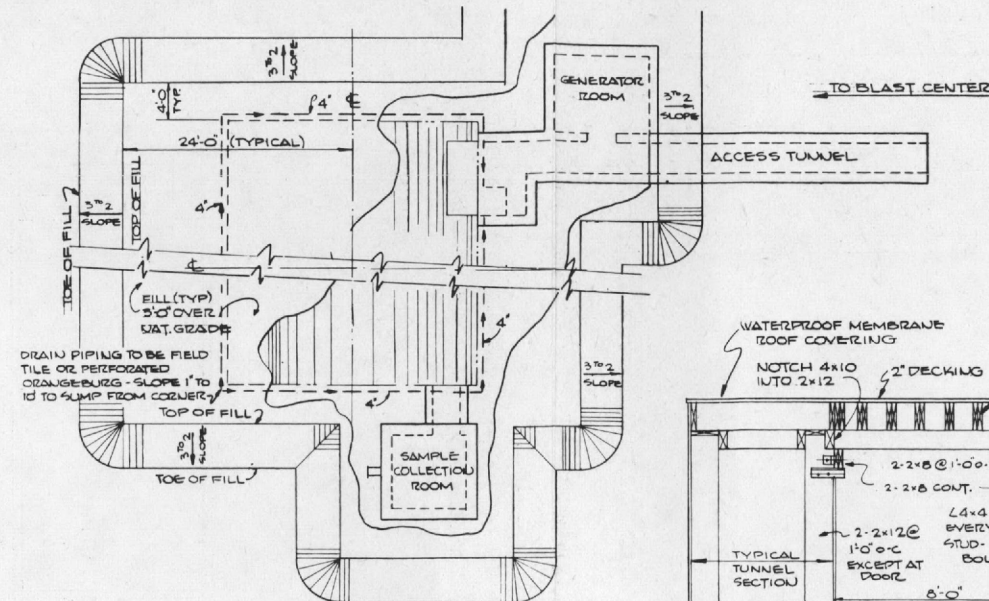 3 TO 2
SLOPE
4'-0"
TYP.
4"
℄
24'-0" (TYPICAL)
GENERATOR
ROOM
3 TO 2
SLOPE
TO BLAST CENTER
ACCESS TUNNEL
TOE OF FILL
3 TO 2
SLOPE
TOP OF FILL
4"
℄
FILL (TYP)
3'-0" OVER
NAT. GRADE
4"
DRAIN PIPING TO BE FIELD
TILE OR PERFORATED
ORANGEBURG - SLOPE 1" TO
10' TO SUMP FROM CORNER
TOP OF FILL
4"
3 TO 2
SLOPE
3 TO 2
SLOPE
TOE OF FILL
SAMPLE
COLLECTION
ROOM
WATERPROOF MEMBRANE
ROOF COVERING
NOTCH 4x10
INTO 2x12
2" DECKING
2-2x8 @ 1'-0" o-
2-2x8 CONT.
L4x4
EVERY
STUD-
BOL
2-2x12 @
1'-0" o-c
EXCEPT AT
DOOR
TYPICAL
TUNNEL
SECTION
8'-0"